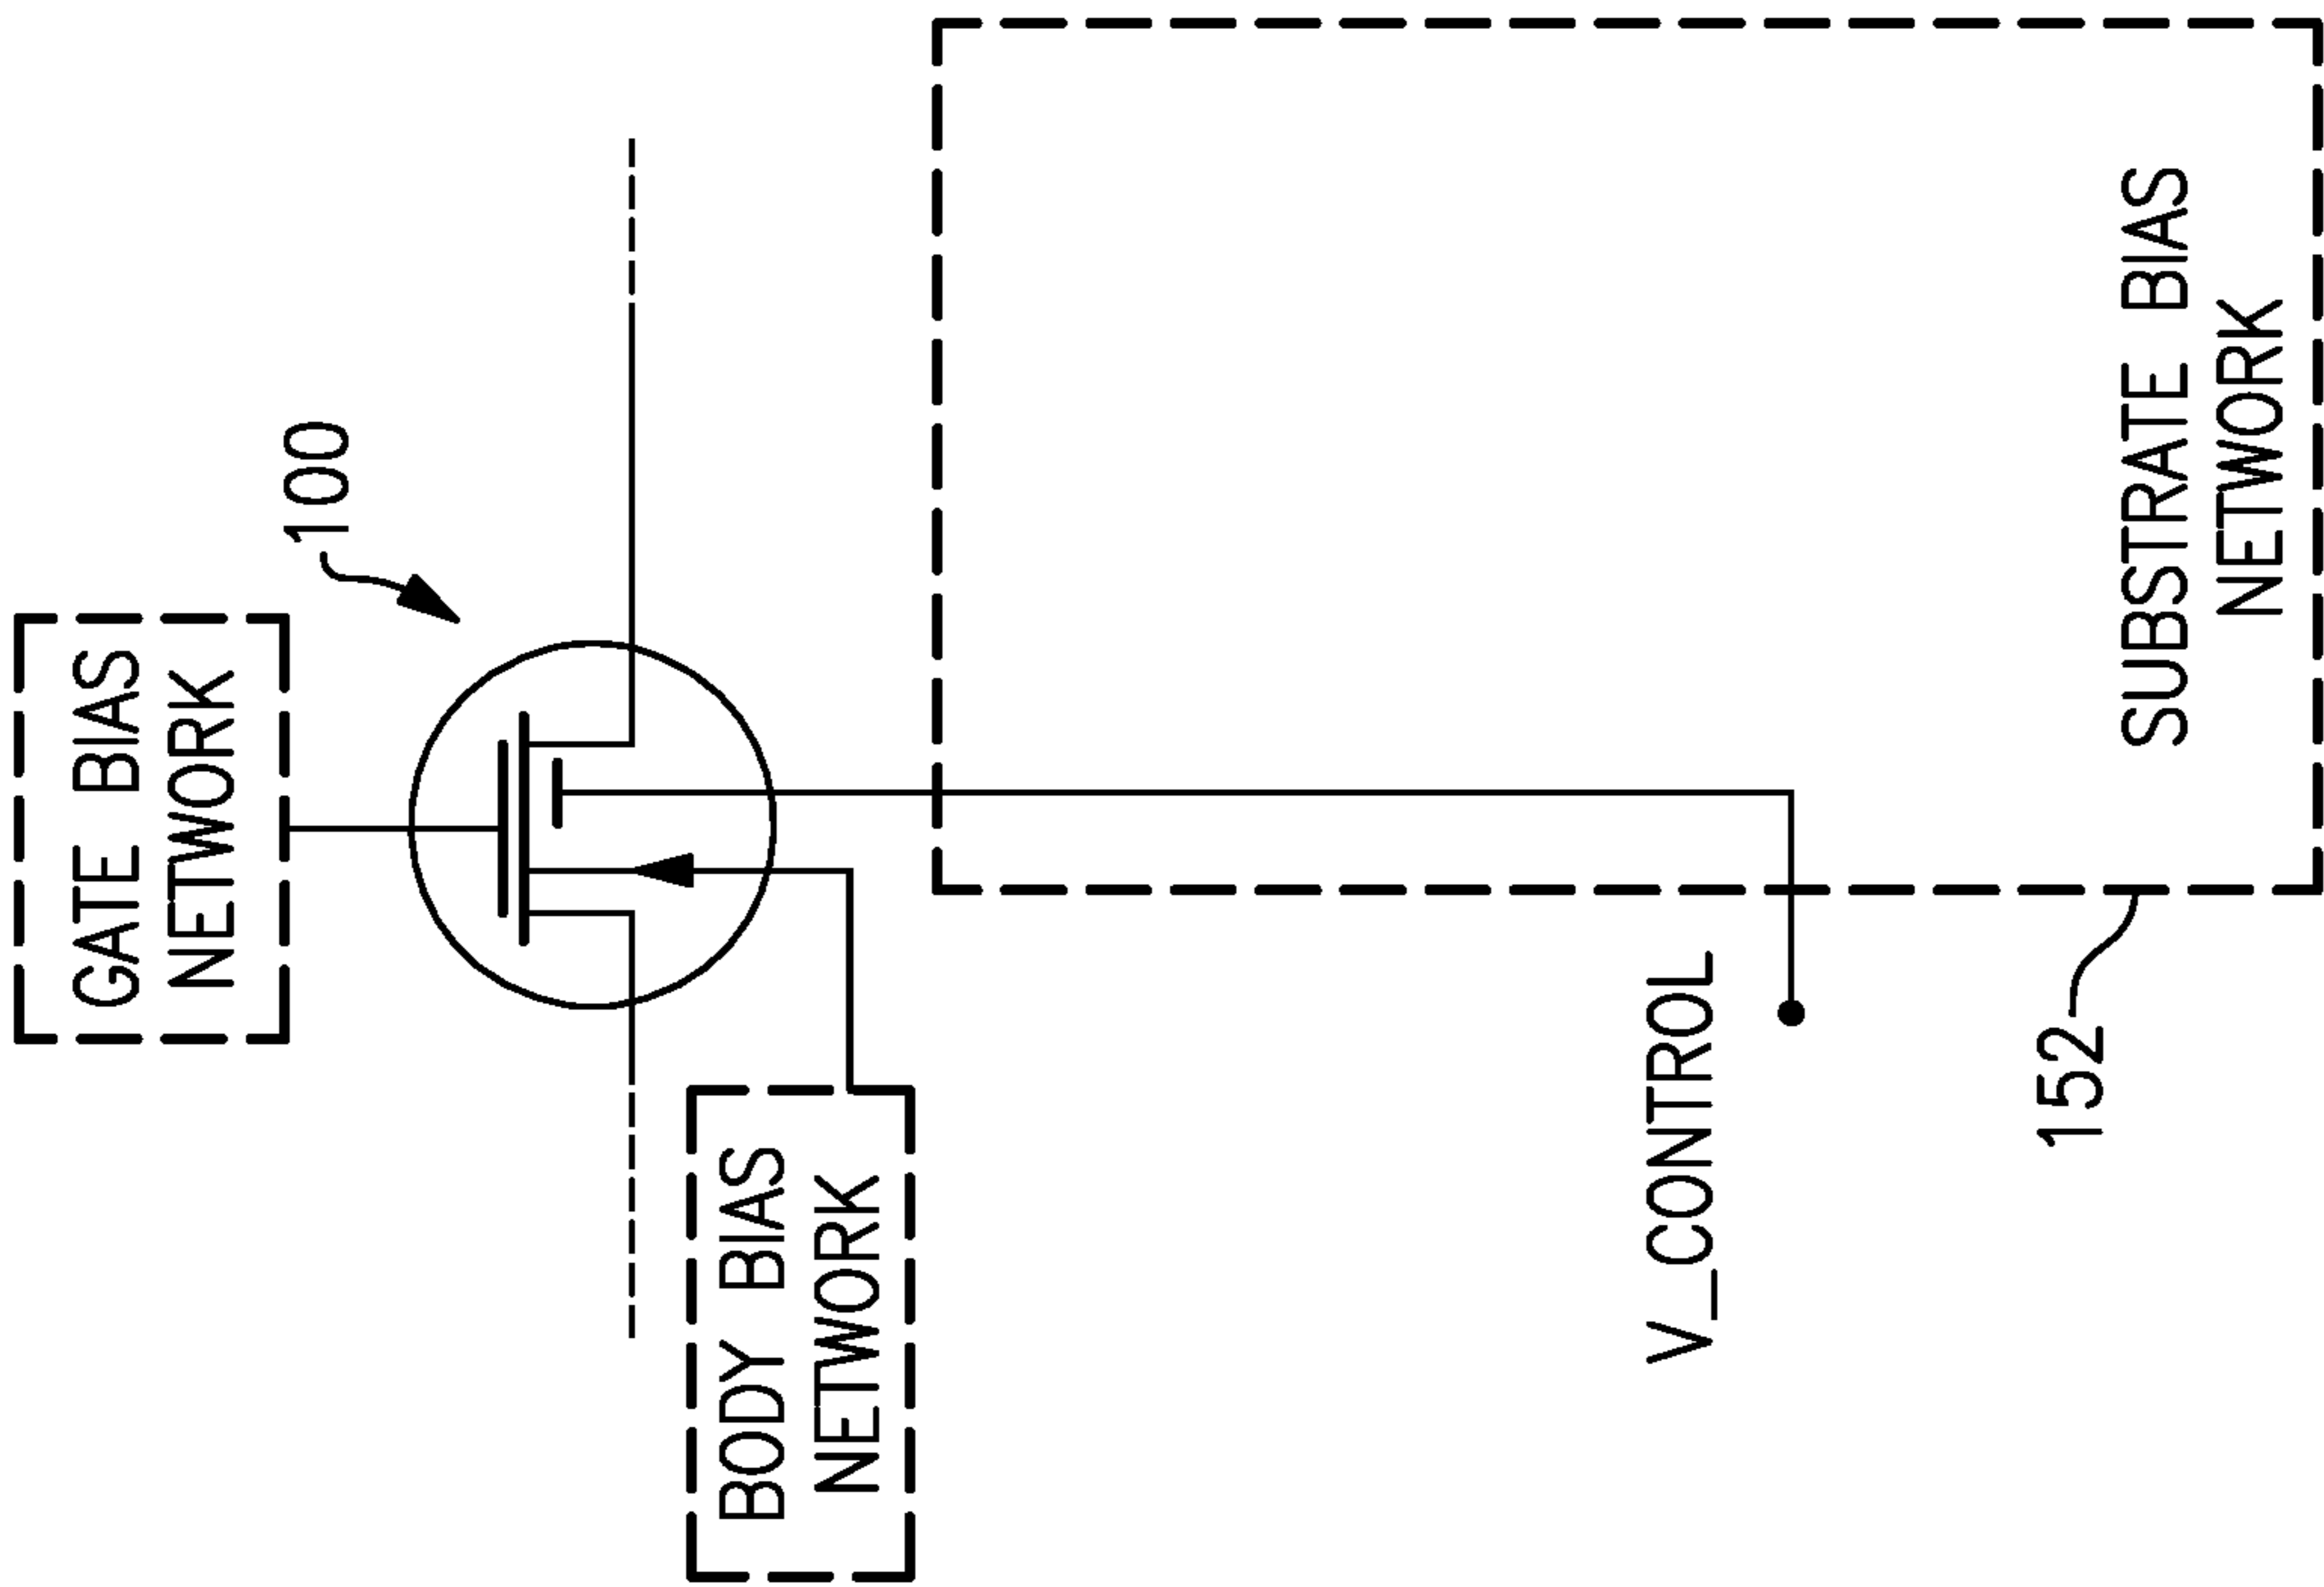 GATE BIAS
NETWORK
100
BODY BIAS
NETWORK
V_CONTROL
152
SUBSTRATE BIAS
NETWORK